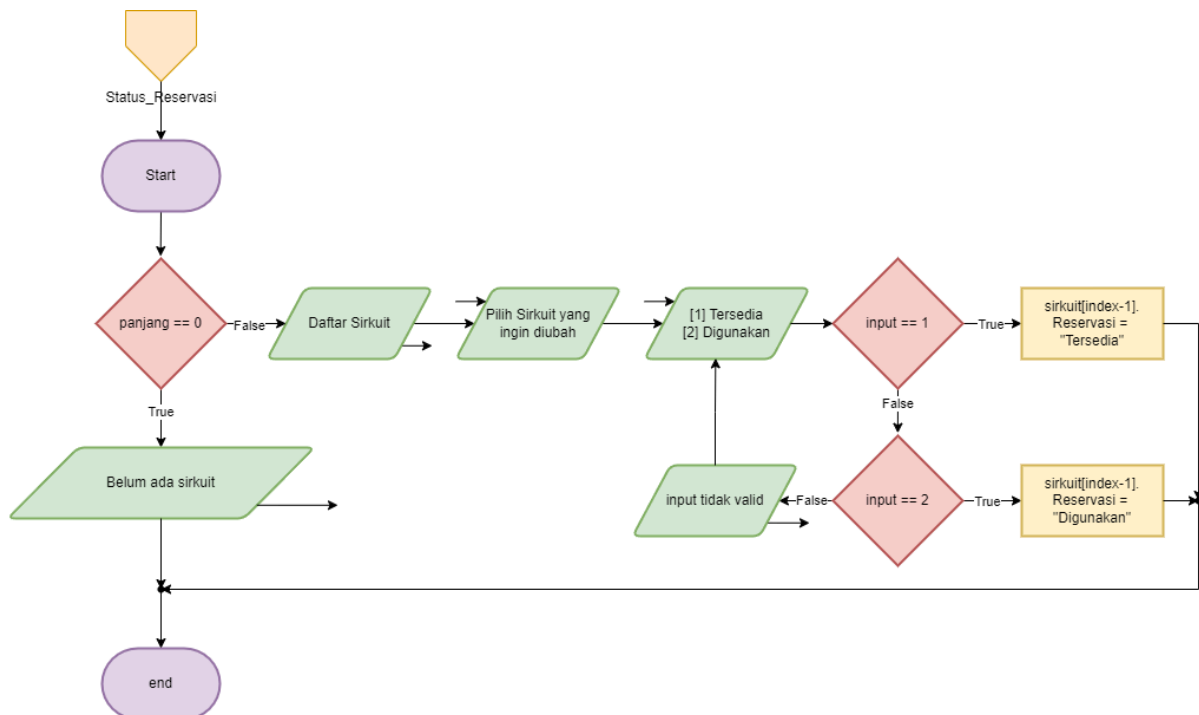 Status_Reservasi
Start
panjang == 0
False
Daftar Sirkuit
Pilih Sirkuit yang
ingin diubah
[1] Tersedia
[2] Digunakan
input == 1
True
sirkuit[index-1].
Reservasi =
"Tersedia"
True
False
Belum ada sirkuit
input tidak valid
False
input == 2
True
sirkuit[index-1].
Reservasi =
"Digunakan"
end